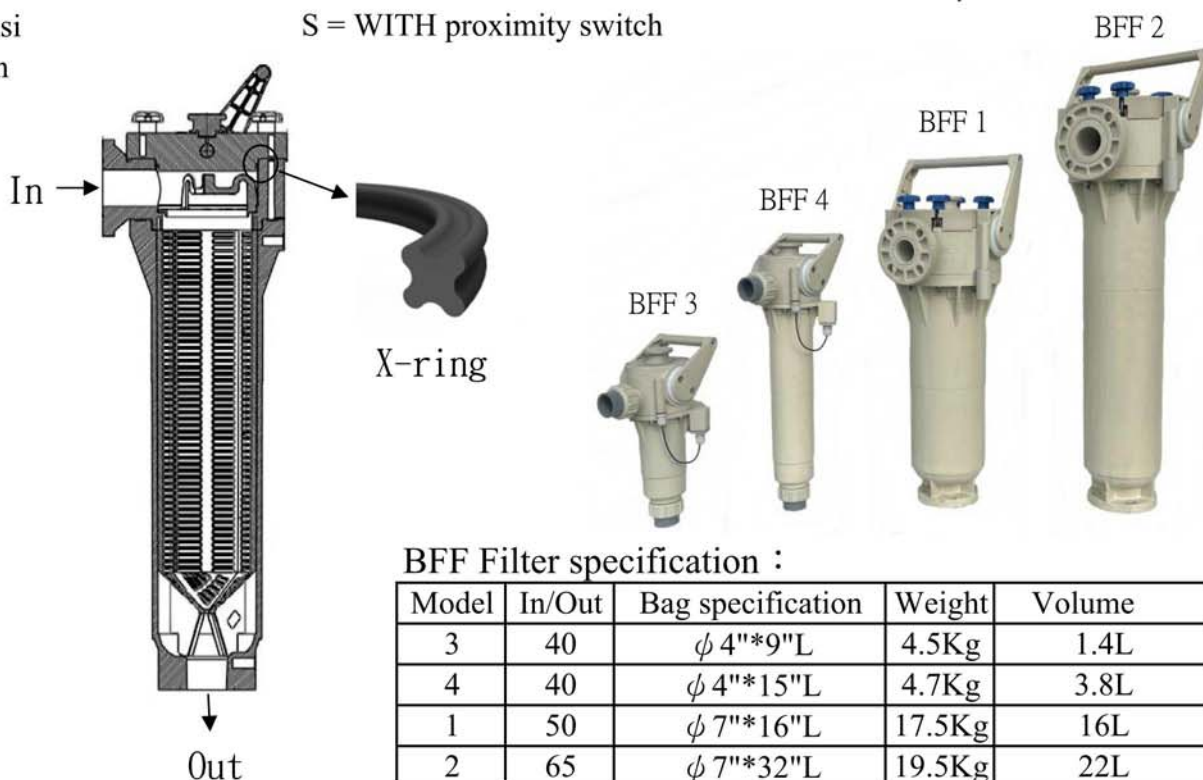 si
S = WITH proximity switch
BFF 2
BFF 1
BFF 4
BFF 3
In
X-ring
Out
BFF Filter specification：
Model In/Out Bag specification Weight Volume
3 40 ϕ4"*9"L 4.5Kg 1.4L
4 40 ϕ4"*15"L 4.7Kg 3.8L
1 50 ϕ7"*16"L 17.5Kg 16L
2 65 ϕ7"*32"L 19.5Kg 22L